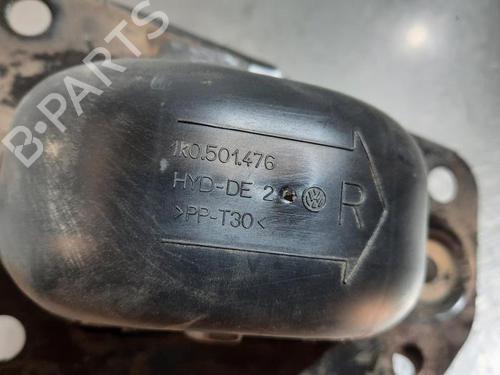 B-PARTS
1K0.501.476
HYD-DE 2 R
>PP-T30<